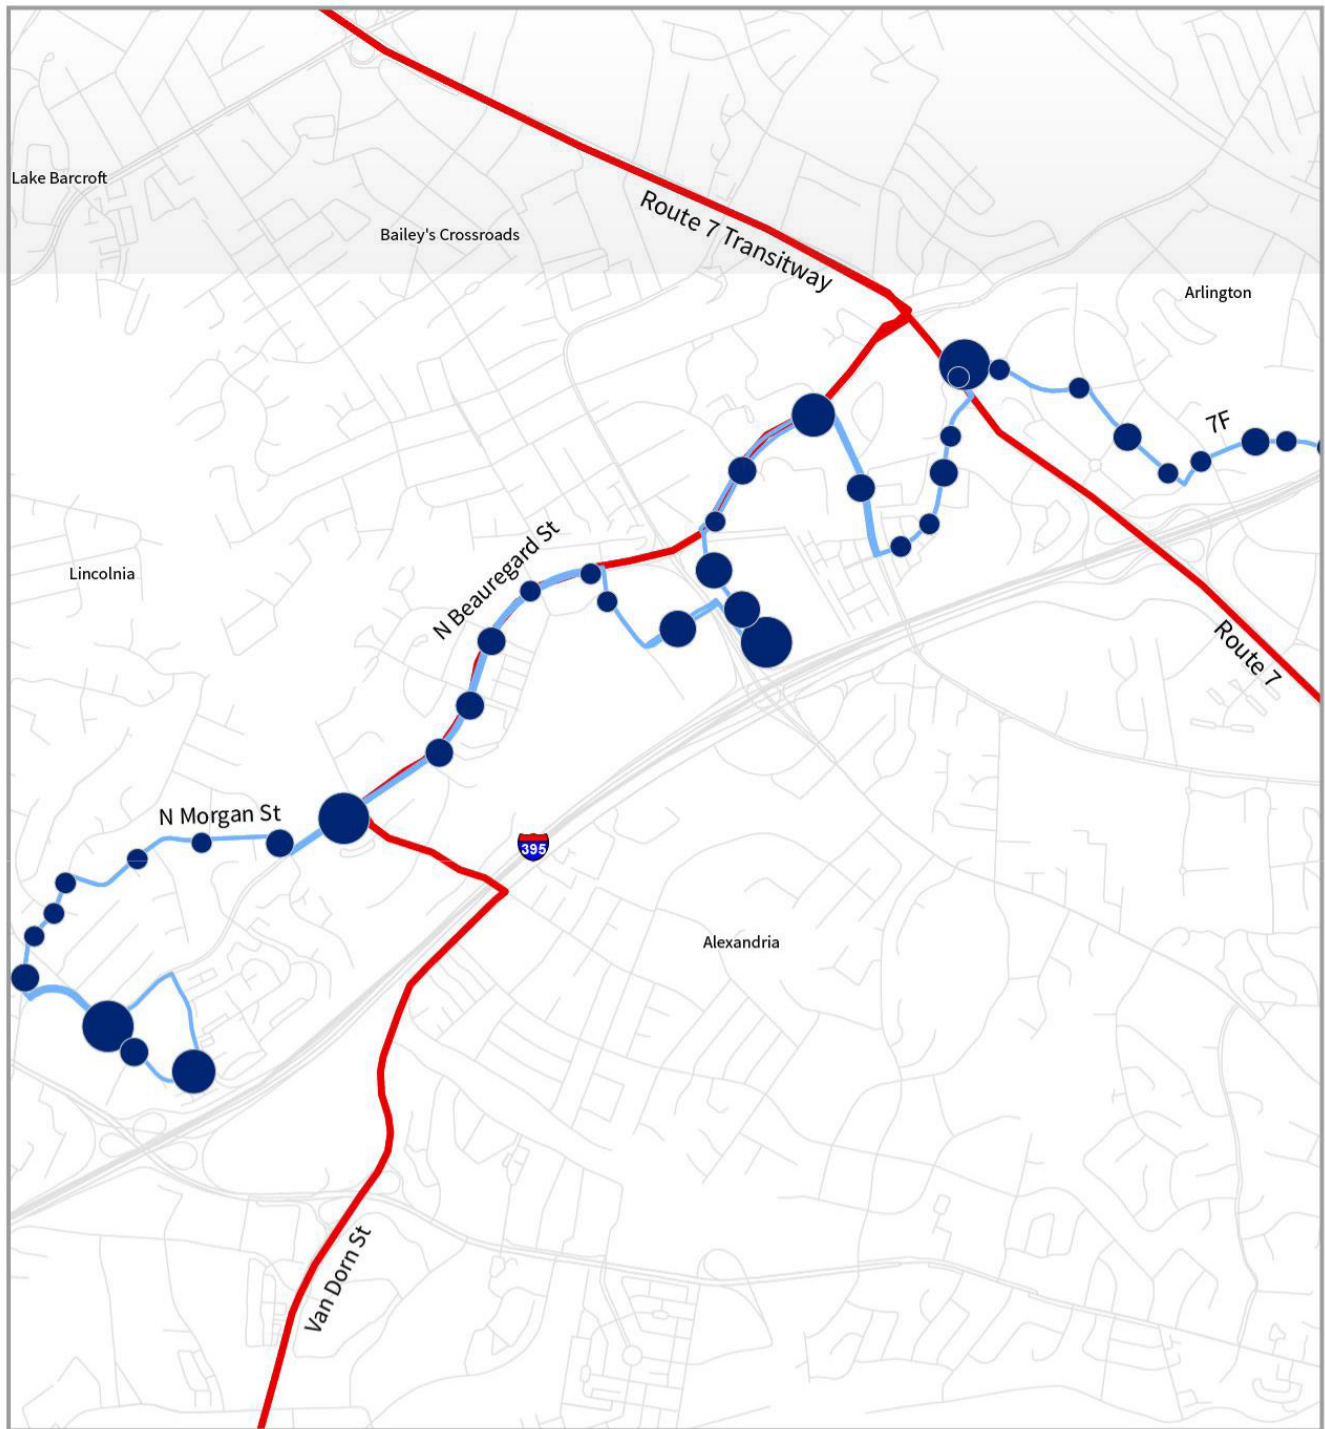 Lake Barcroft
Route 7 Transitway
Bailey's Crossroads
Arlington
7F
N Beauregard St
Lincolnia
Route 7
N Morgan St
395
Alexandria
Van Dorn St